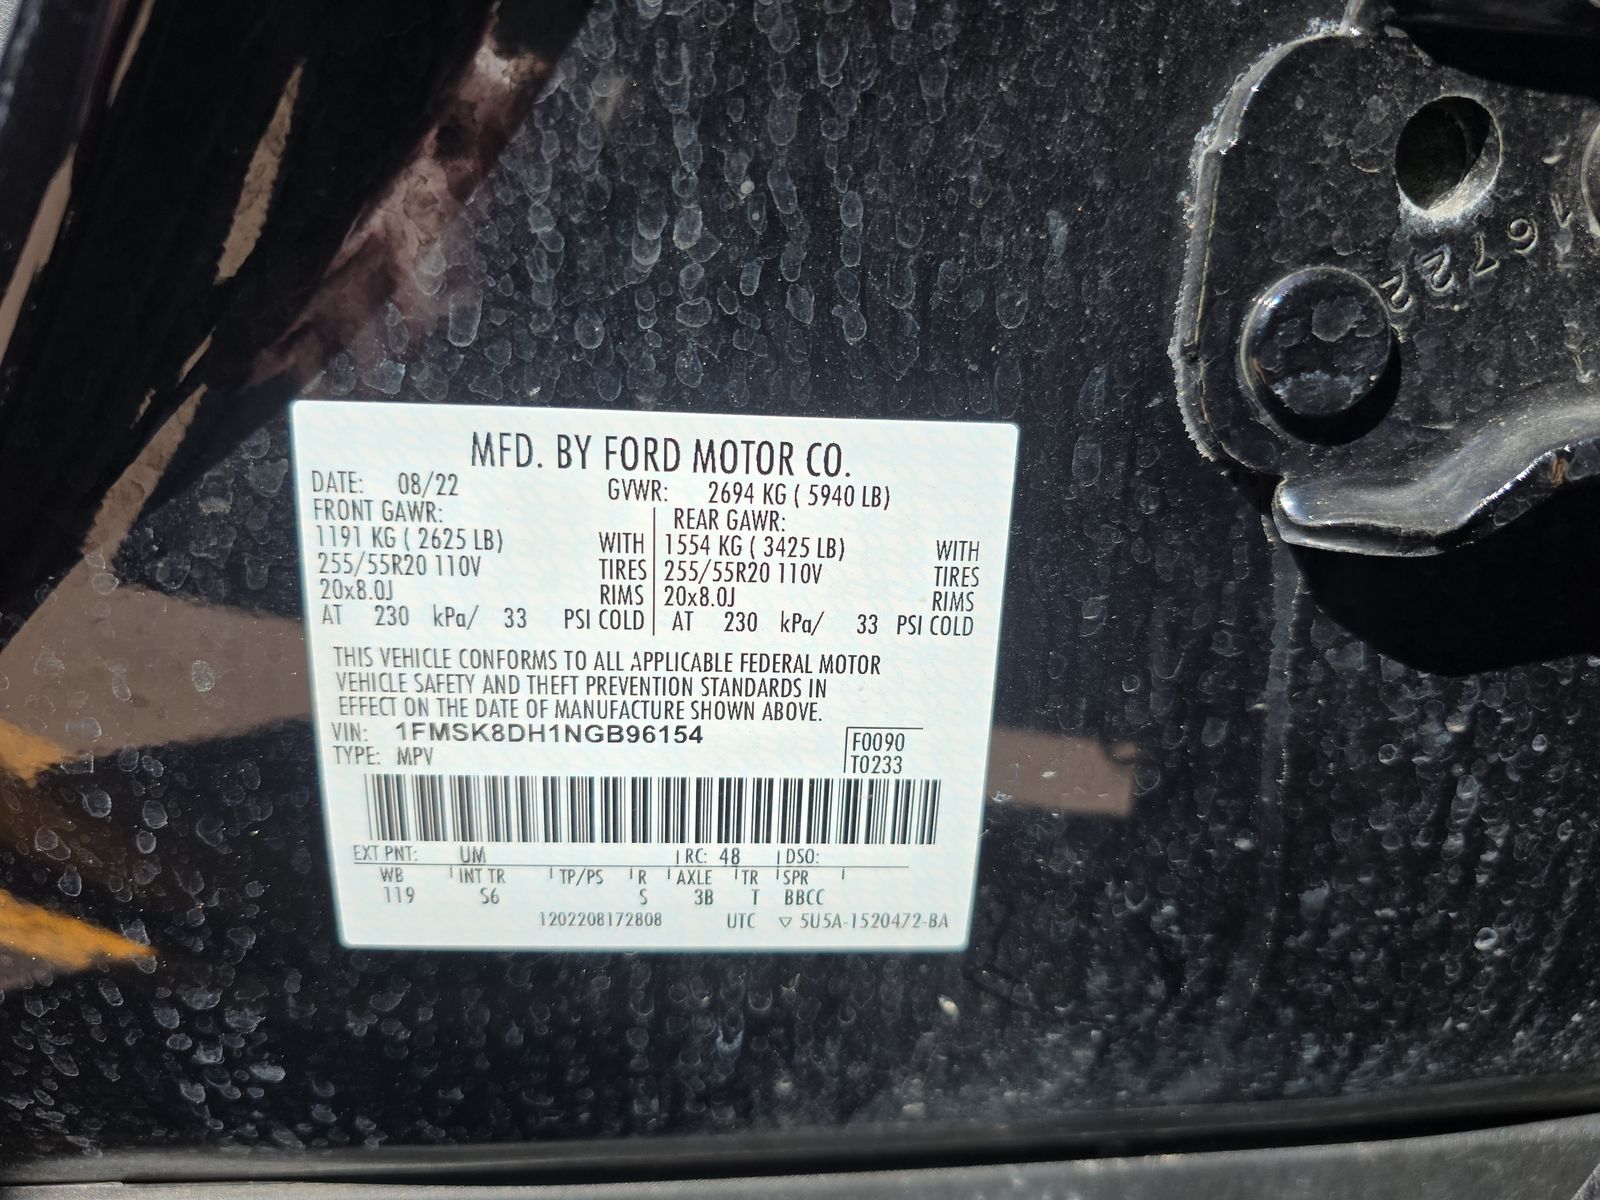 MFD. BY FORD MOTOR CO.
DATE: 08/22 GVWR: 2694 KG ( 5940 LB)
FRONT GAWR: REAR GAWR:
1191 KG ( 2625 LB) WITH 1554 KG ( 3425 LB) WITH
255/55R20 110V TIRES 255/55R20 110V TIRES
20x8.0J RIMS 20x8.0J RIMS
AT 230 kPa/ 33 PSI COLD AT 230 kPa/ 33 PSI COLD
THIS VEHICLE CONFORMS TO ALL APPLICABLE FEDERAL MOTOR
VEHICLE SAFETY AND THEFT PREVENTION STANDARDS IN
EFFECT ON THE DATE OF MANUFACTURE SHOWN ABOVE.
VIN: 1FMSK8DH1NGB96154
TYPE: MPV
F0090
T0233
EXT PNT: UM RC: 48 DSO:
WB INT TR TP/PS R AXLE TR SPR
119 S6 S 3B T BBCC
1202208172808 UTC ▽ 5U5A-1520472-BA
16722